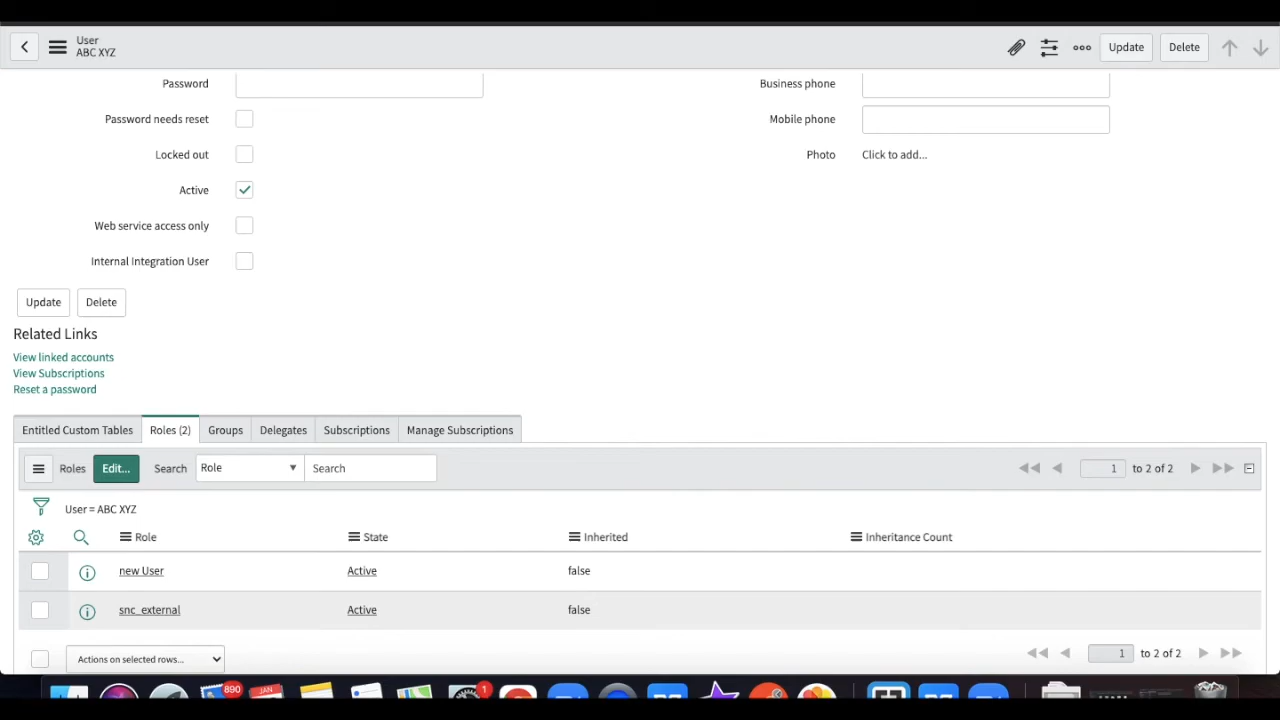 User
ABC XYZ
Update
Delete
Password
Business phone
Password needs reset
Mobile phone
Locked out
Photo
Click to add...
Active
Web service access only
Internal Integration User
Update
Delete
Related Links
View linked accounts
View Subscriptions
Reset a password
Entitled Custom Tables
Roles (2)
Groups
Delegates
Subscriptions
Manage Subscriptions
Roles
Edit...
Search
Role
Search
1 to 2 of 2
User = ABC XYZ
Role
State
Inherited
Inheritance Count
new User
Active
false
snc_external
Active
false
Actions on selected rows...
1 to 2 of 2
890
JAN
1